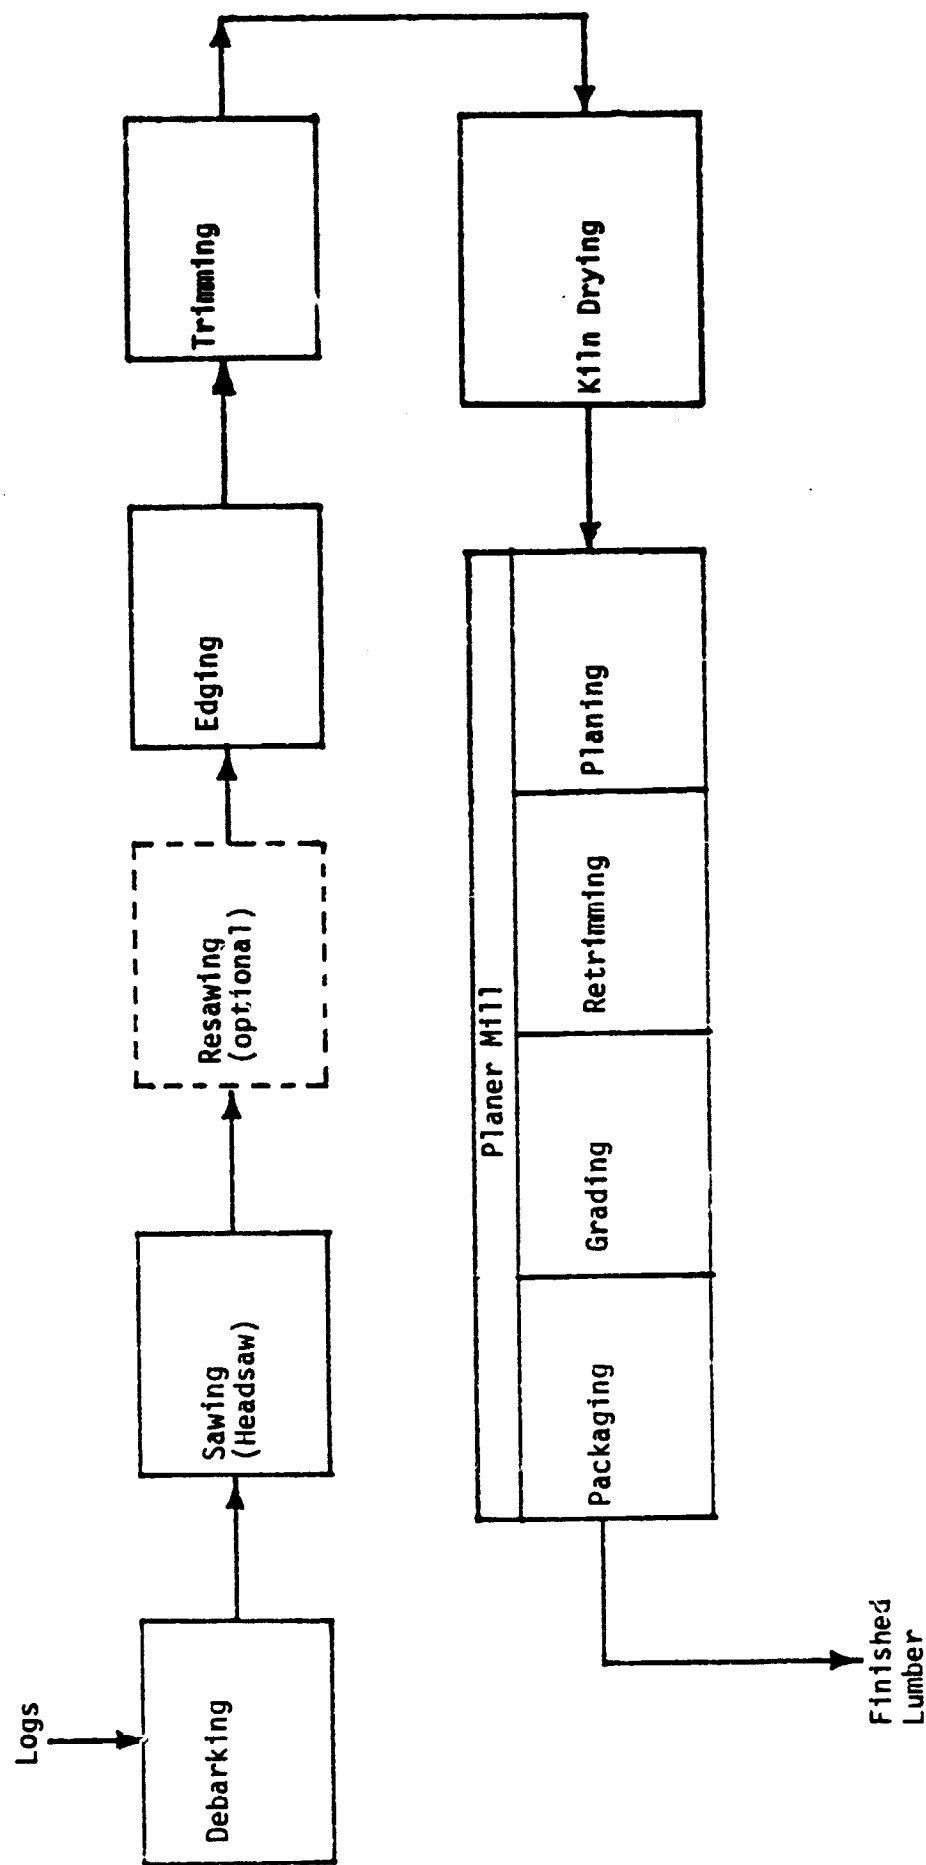 Logs
Debarking
Sawing
(Headsaw)
Resawing
(optional)
Edging
Trimming
Kiln Drying
Planer Mill
Planing
Retrimming
Grading
Packaging
Finished
Lumber